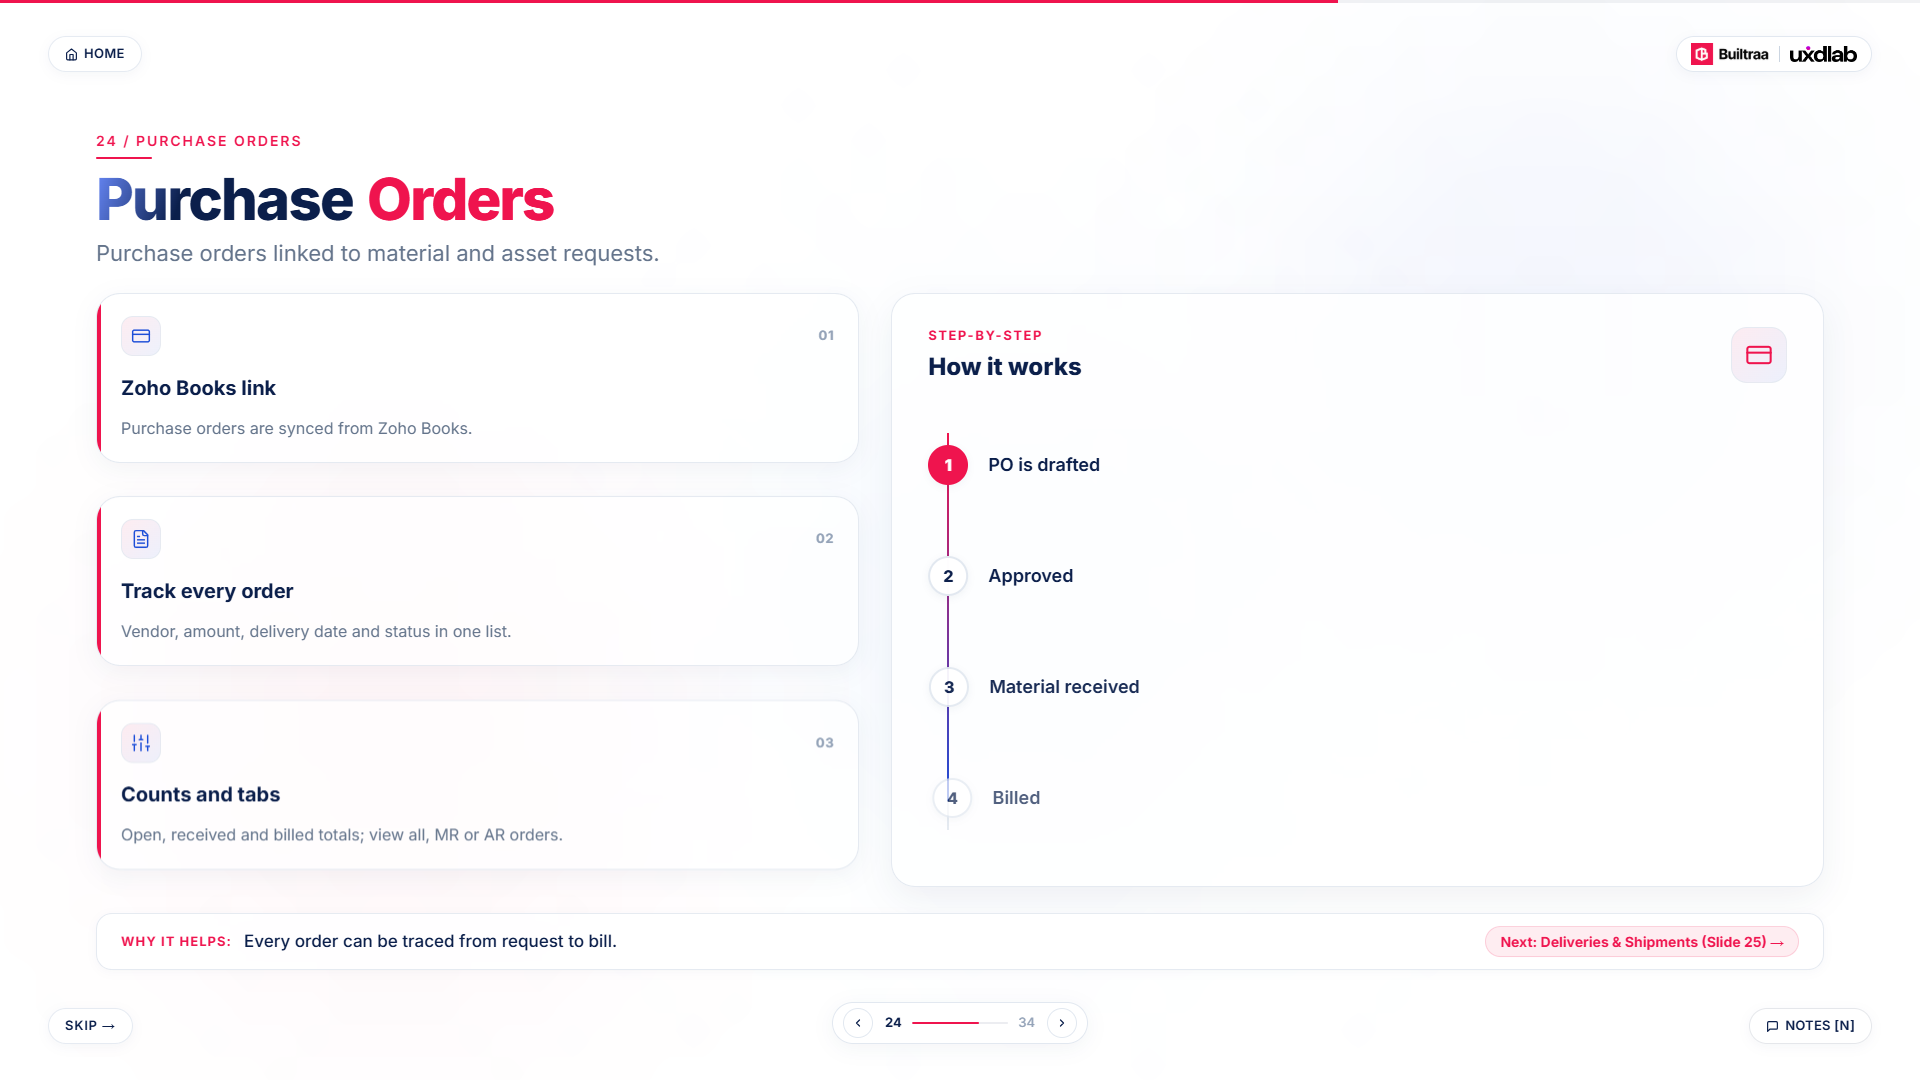 HOME
Builtraa
uxdlab
24 / PURCHASE ORDERS
Purchase Orders
Purchase orders linked to material and asset requests.
01
Zoho Books link
Purchase orders are synced from Zoho Books.
02
Track every order
Vendor, amount, delivery date and status in one list.
03
Counts and tabs
Open, received and billed totals; view all, MR or AR orders.
STEP-BY-STEP
How it works
1 PO is drafted
2 Approved
3 Material received
4 Billed
WHY IT HELPS: Every order can be traced from request to bill.
Next: Deliveries & Shipments (Slide 25) →
SKIP →
‹ 24 34 ›
NOTES [N]